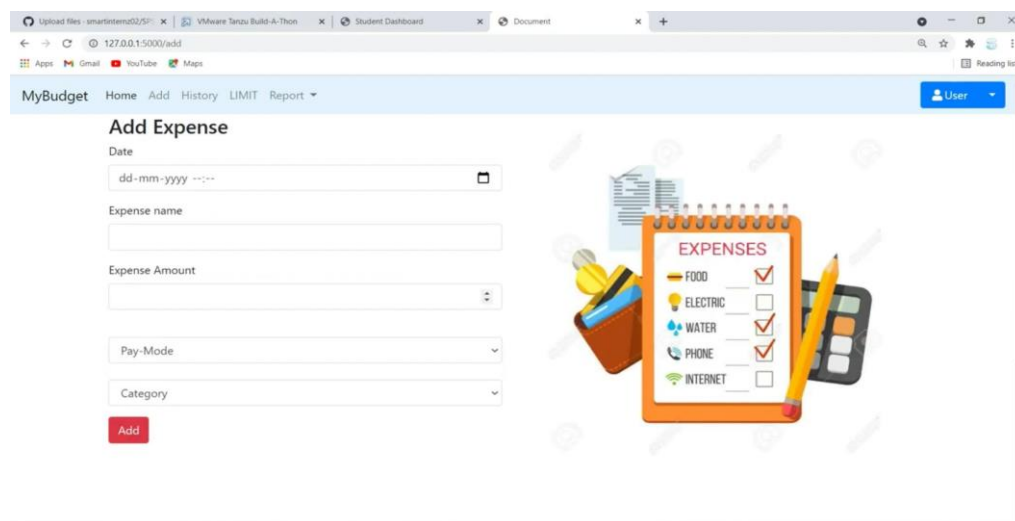 Upload files - smartinternz02/SPS
VMware Tanzu Build-A-Thon
Student Dashboard
Document
127.0.0.1:5000/add
Apps
Gmail
YouTube
Maps
Reading lis
MyBudget
Home
Add
History
LIMIT
Report
User
Add Expense
Date
dd-mm-yyyy --:--
Expense name
Expense Amount
Pay-Mode
Category
Add
EXPENSES
FOOD
ELECTRIC
WATER
PHONE
INTERNET